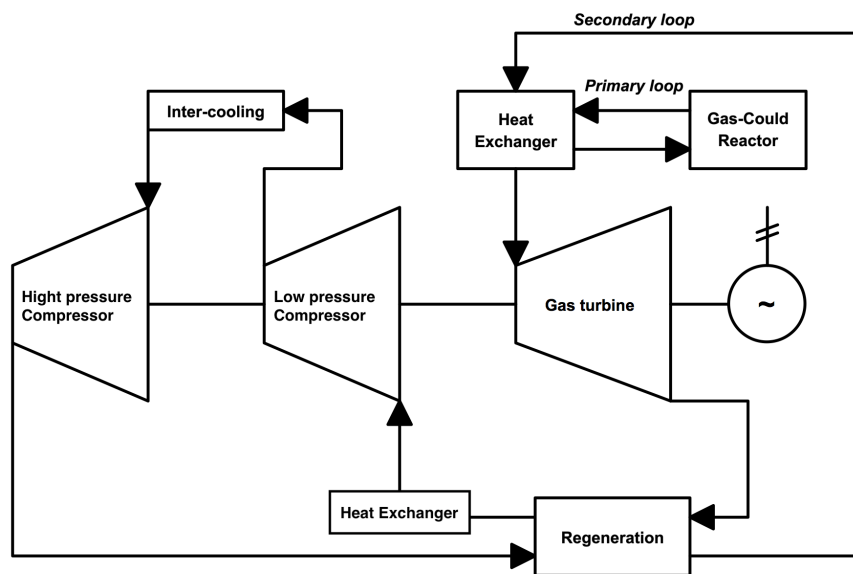 Secondary loop
Primary loop
Inter-cooling
Heat
Exchanger
Gas-Could
Reactor
Hight pressure
Compressor
Low pressure
Compressor
Gas turbine
~
Heat Exchanger
Regeneration